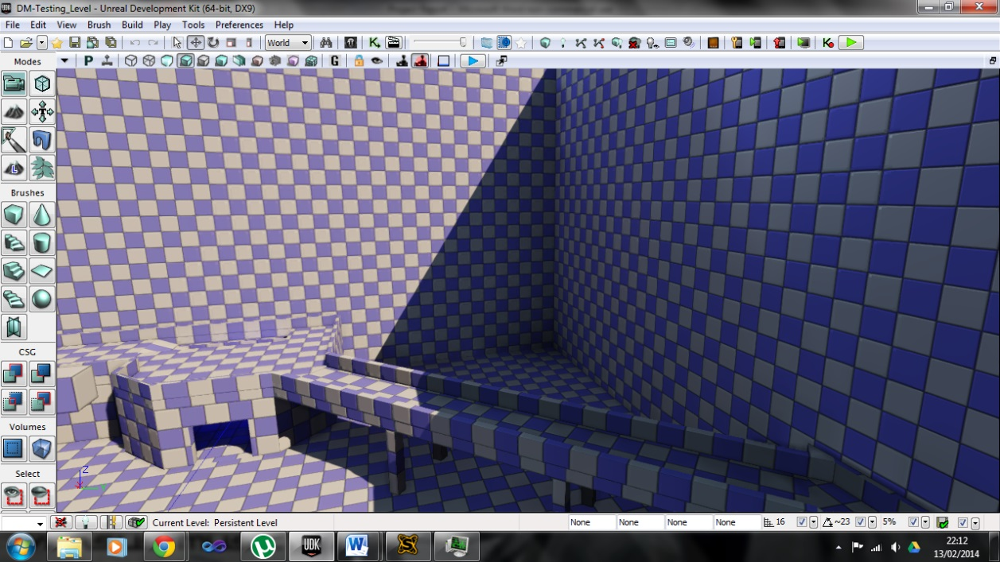 DM-Testing_Level - Unreal Development Kit (64-bit, DX9)
File Edit View Brush Build Play Tools Preferences Help
World
Modes
P G
L
Brushes
CSG
Volumes
Select
Z
Current Level: Persistent Level
None None None None 16 ~23 5%
UDK W
22:12
13/02/2014